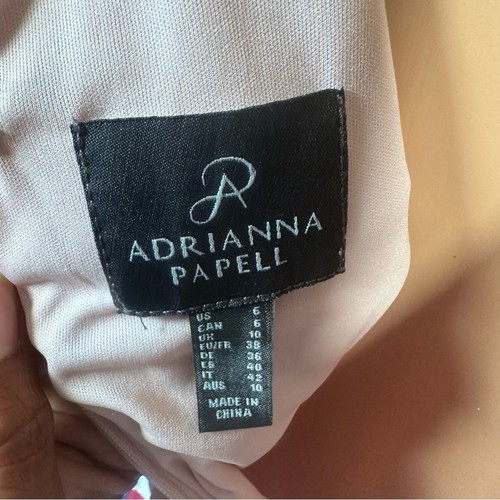 ADRIANNA
PAPELL
US 6
CAN 6
UK 10
EU/FR 38
DE 36
ES 40
IT 42
AUS 10
MADE IN
CHINA